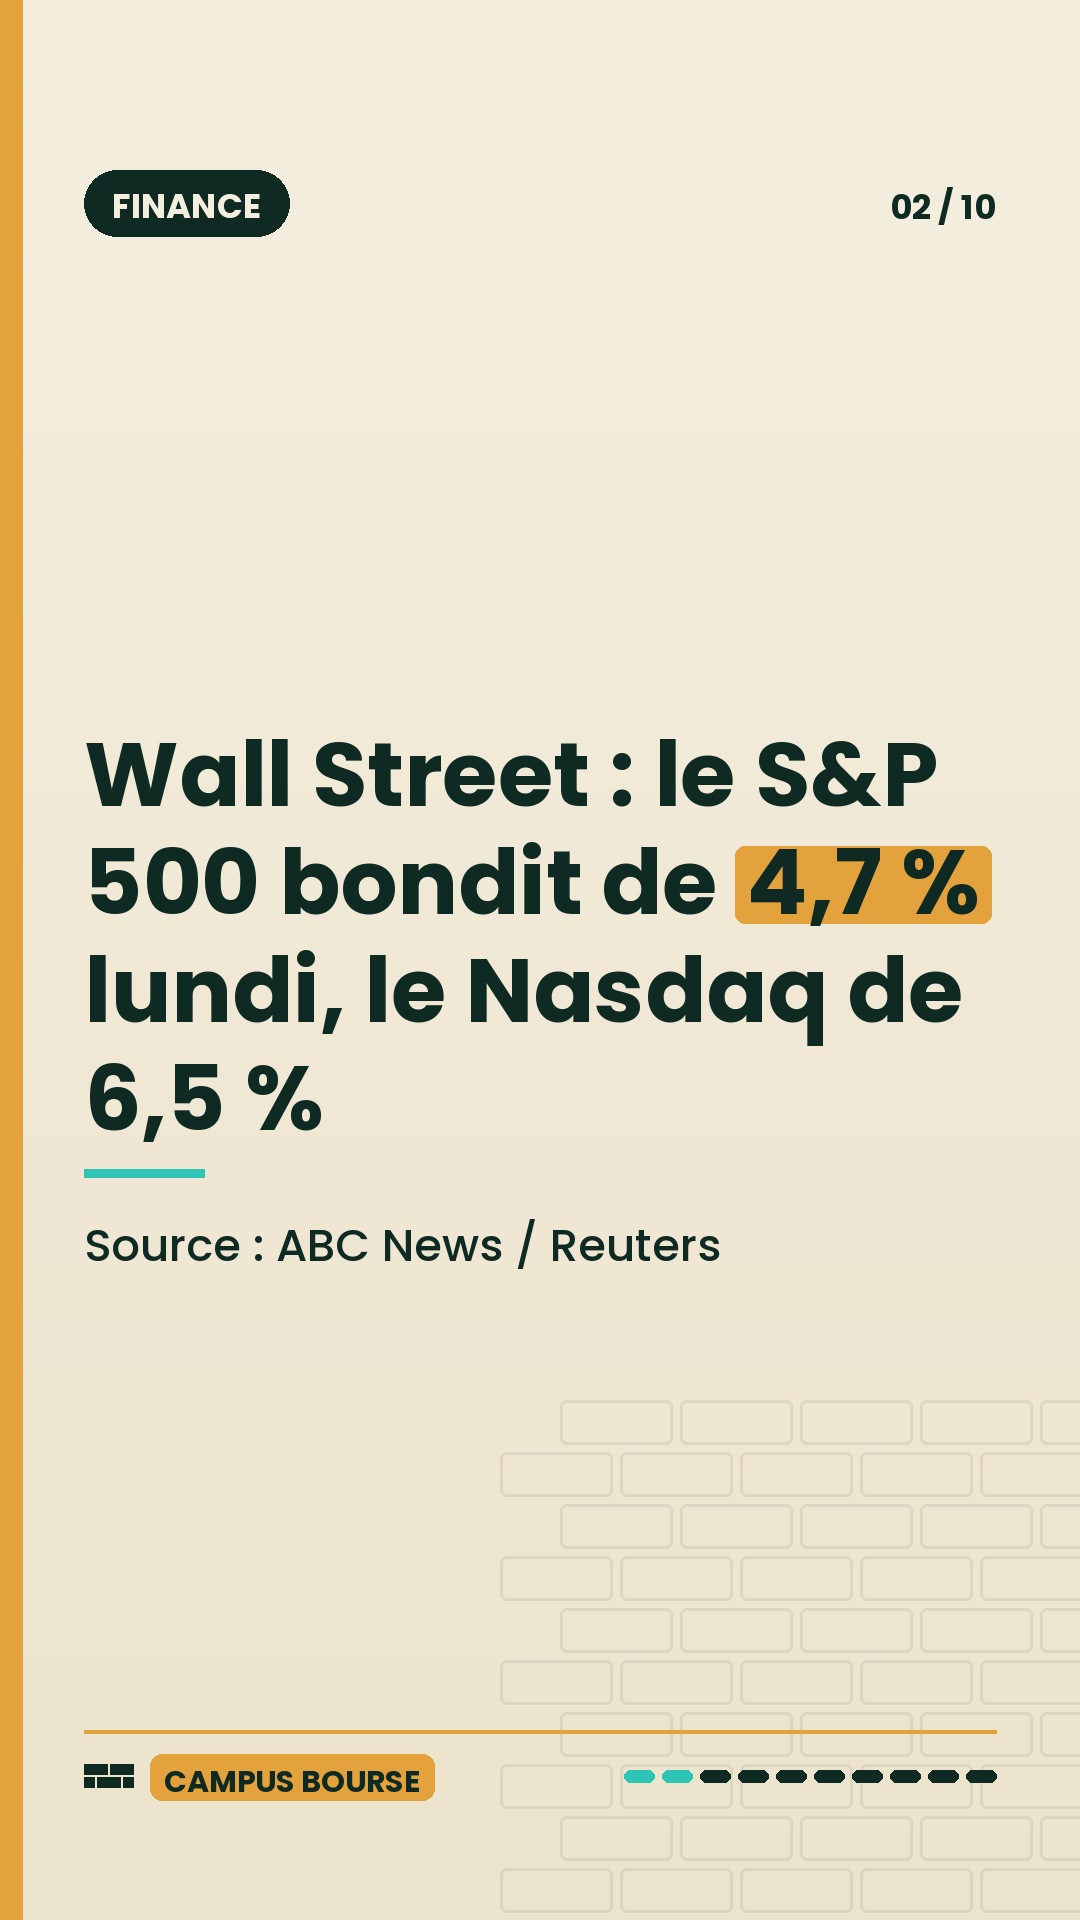 FINANCE
02 / 10
Wall Street : le S&P
500 bondit de 4,7 %
lundi, le Nasdaq de
6,5 %
Source : ABC News / Reuters
CAMPUS BOURSE